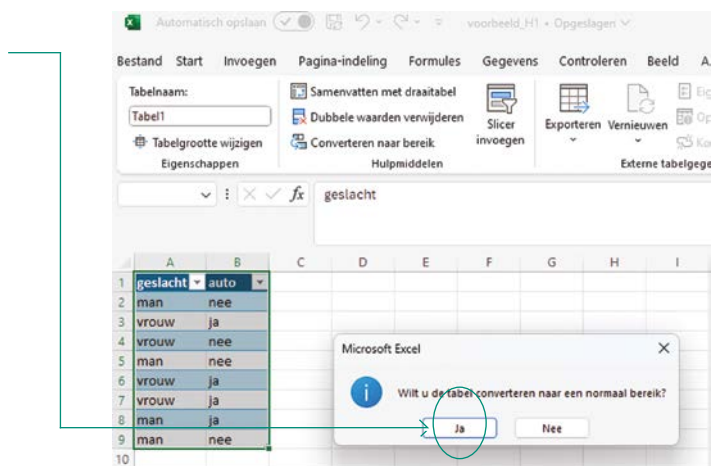 Automatisch opslaan voorbeeld_H1 • Opgeslagen
Bestand Start Invoegen Pagina-indeling Formules Gegevens Controleren Beeld A
Tabelnaam:
Tabel1
Tabelgrootte wijzigen
Eigenschappen
Samenvatten met draaitabel
Dubbele waarden verwijderen
Converteren naar bereik
Hulpmiddelen
Slicer
invoegen
Exporteren Vernieuwen
Eig
Op
Ko
Externe tabelgege
fx geslacht
A B C D E F G H I
1 geslacht auto
2 man nee
3 vrouw ja
4 vrouw nee
5 man nee
6 vrouw ja
7 vrouw ja
8 man ja
9 man nee
10
Microsoft Excel
Wilt u de tabel converteren naar een normaal bereik?
Ja Nee